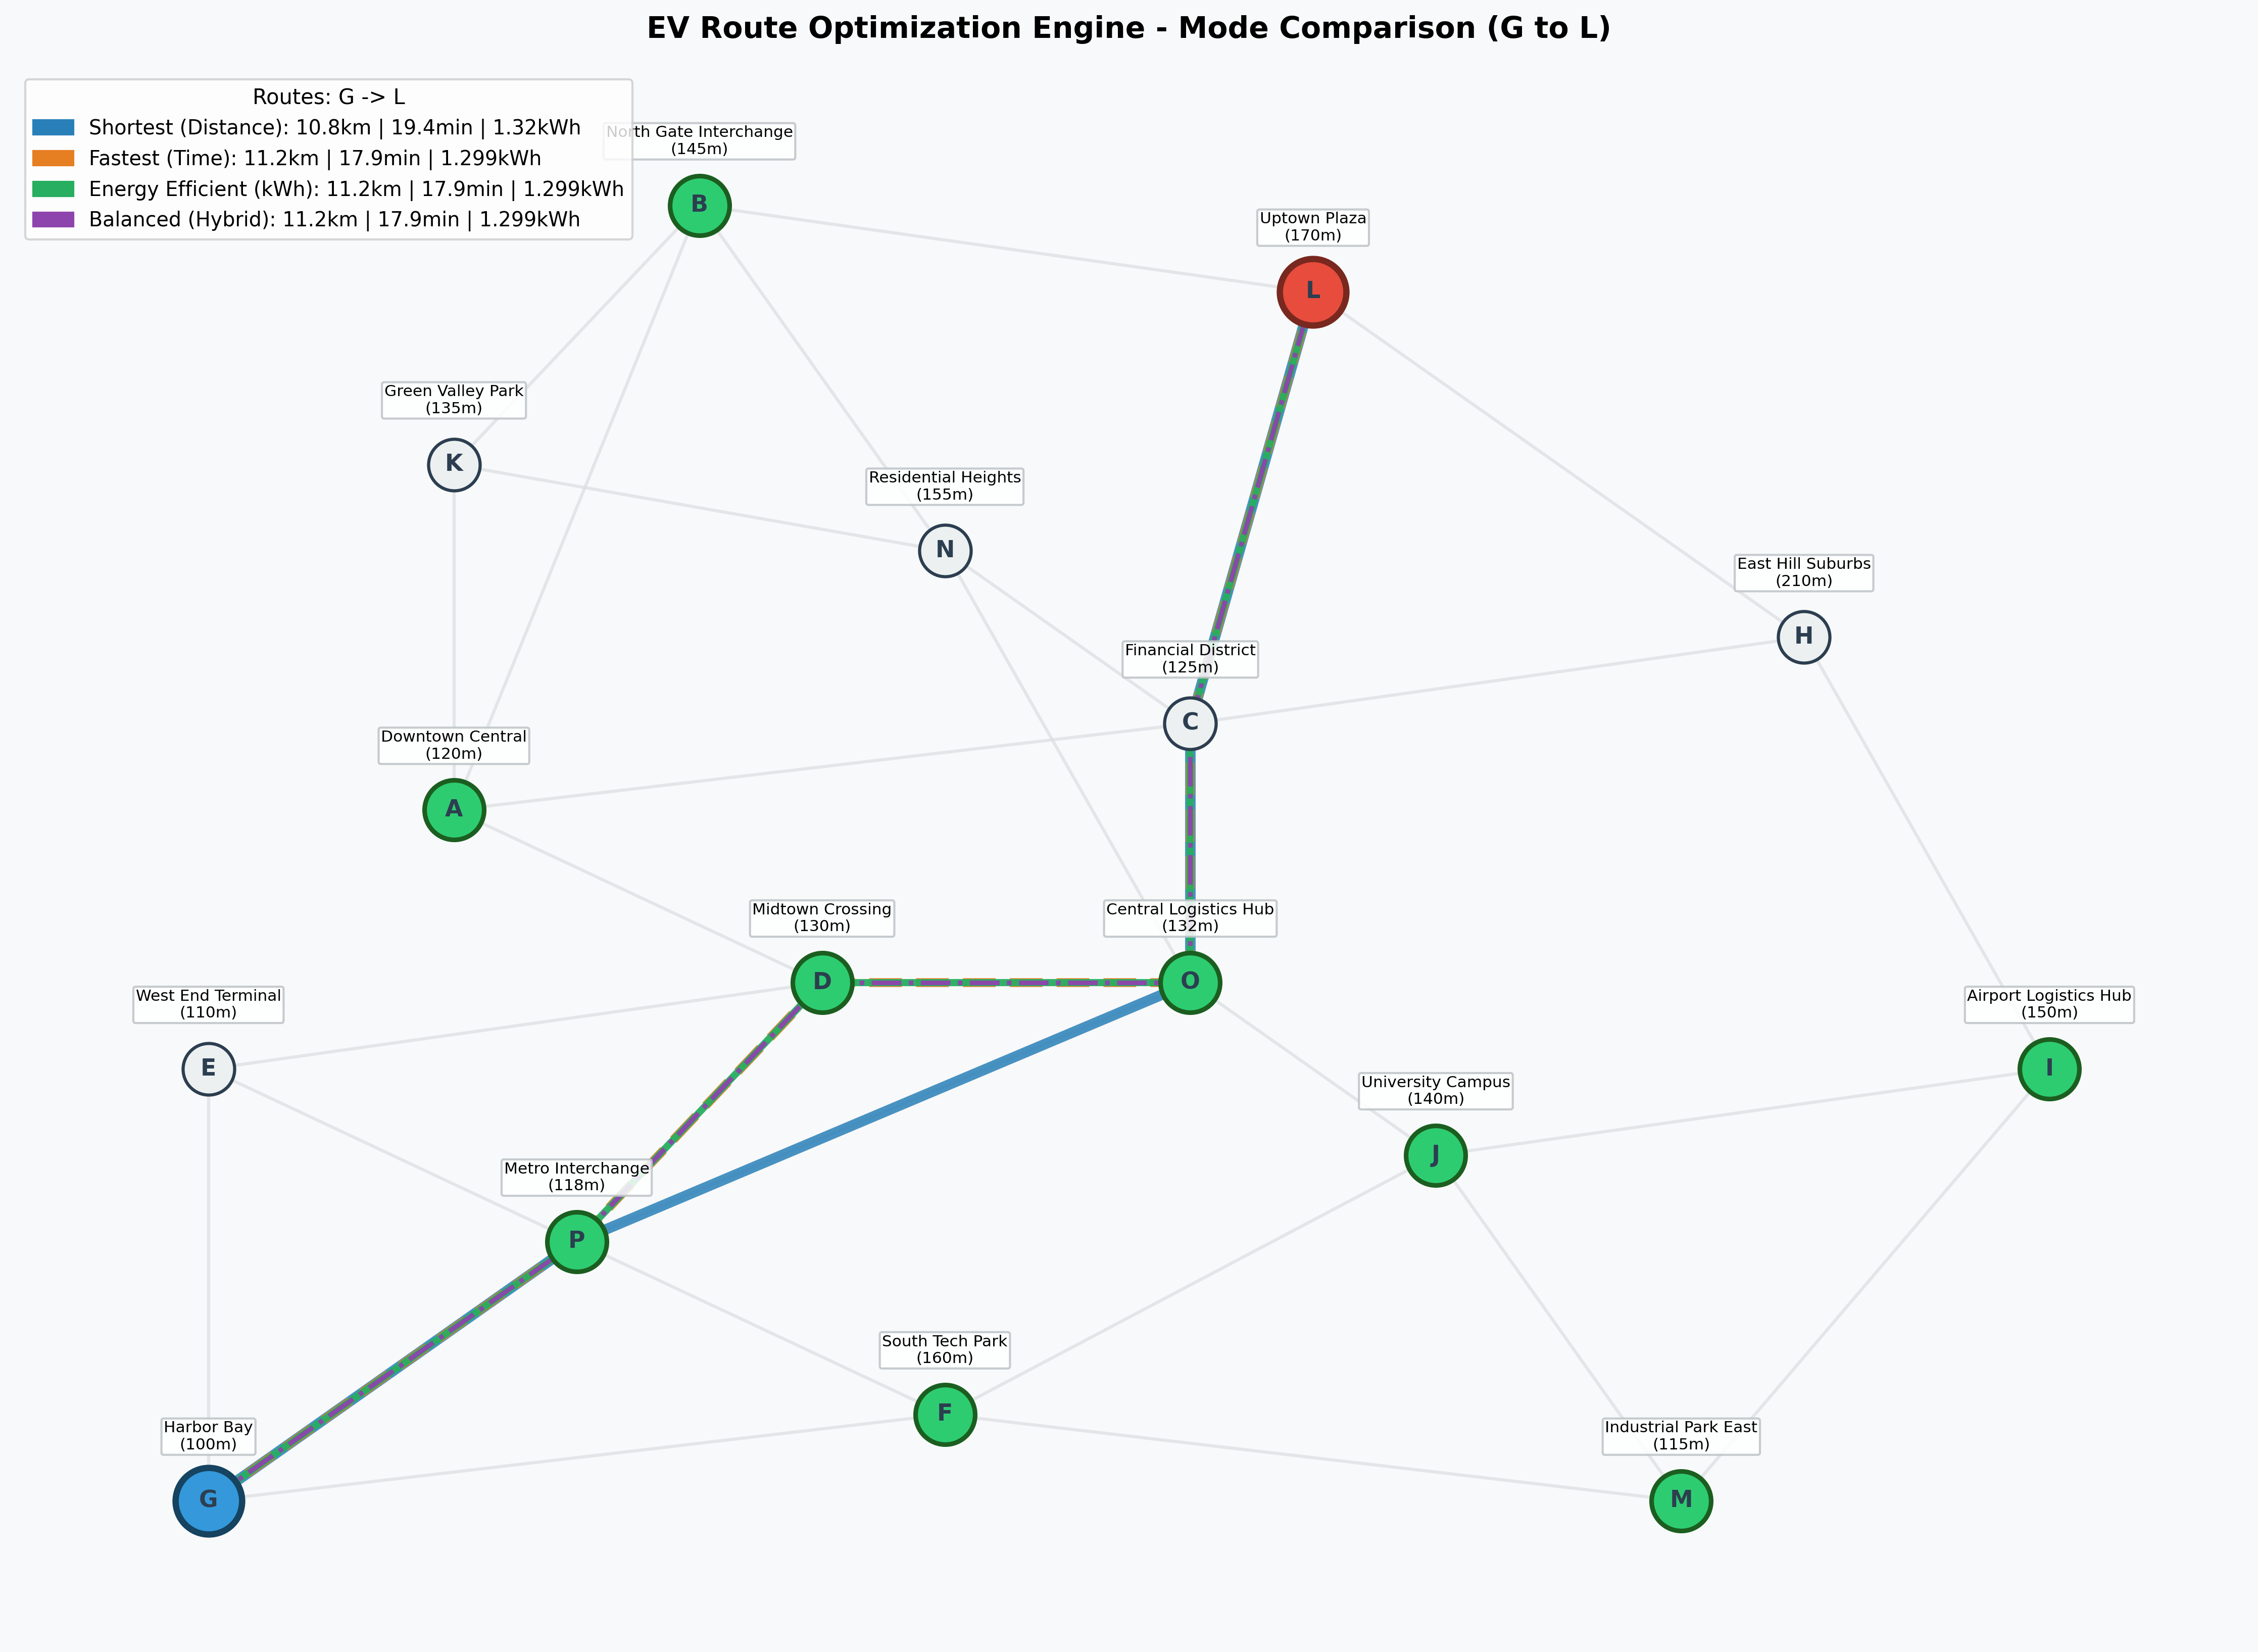 EV Route Optimization Engine - Mode Comparison (G to L)
Routes: G -> L
Shortest (Distance): 10.8km | 19.4min | 1.32kWh
Fastest (Time): 11.2km | 17.9min | 1.299kWh
Energy Efficient (kWh): 11.2km | 17.9min | 1.299kWh
Balanced (Hybrid): 11.2km | 17.9min | 1.299kWh
North Gate Interchange
(145m)
B
Uptown Plaza
(170m)
L
Green Valley Park
(135m)
K
Residential Heights
(155m)
N
East Hill Suburbs
(210m)
H
Financial District
(125m)
C
Downtown Central
(120m)
A
Midtown Crossing
(130m)
D
Central Logistics Hub
(132m)
O
West End Terminal
(110m)
E
Airport Logistics Hub
(150m)
I
University Campus
(140m)
J
Metro Interchange
(118m)
P
South Tech Park
(160m)
F
Harbor Bay
(100m)
G
Industrial Park East
(115m)
M